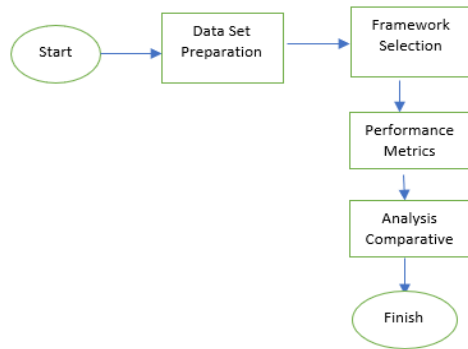 Start
Data Set
Preparation
Framework
Selection
Performance
Metrics
Analysis
Comparative
Finish